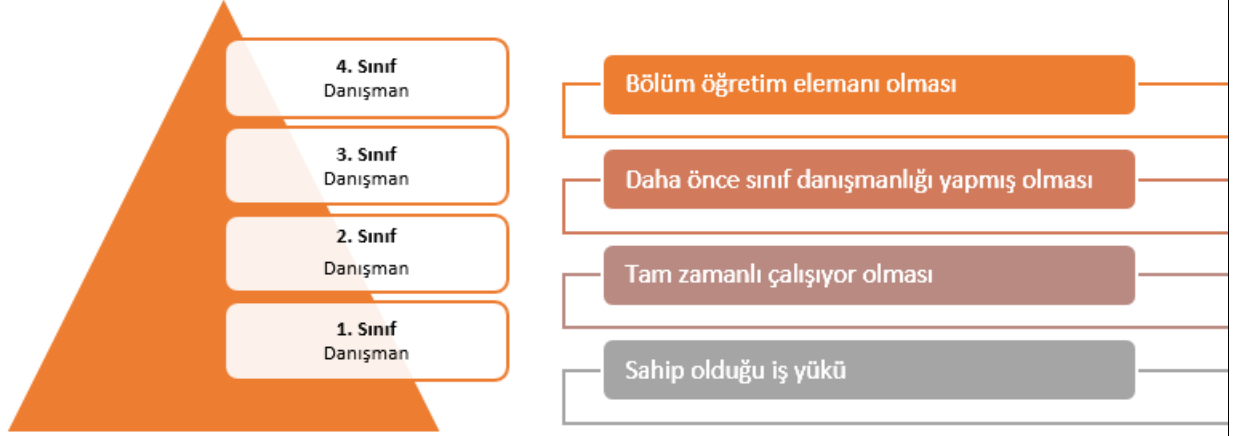 4. Sınıf
Danışman
3. Sınıf
Danışman
2. Sınıf
Danışman
1. Sınıf
Danışman
Bölüm öğretim elemanı olması
Daha önce sınıf danışmanlığı yapmış olması
Tam zamanlı çalışıyor olması
Sahip olduğu iş yükü